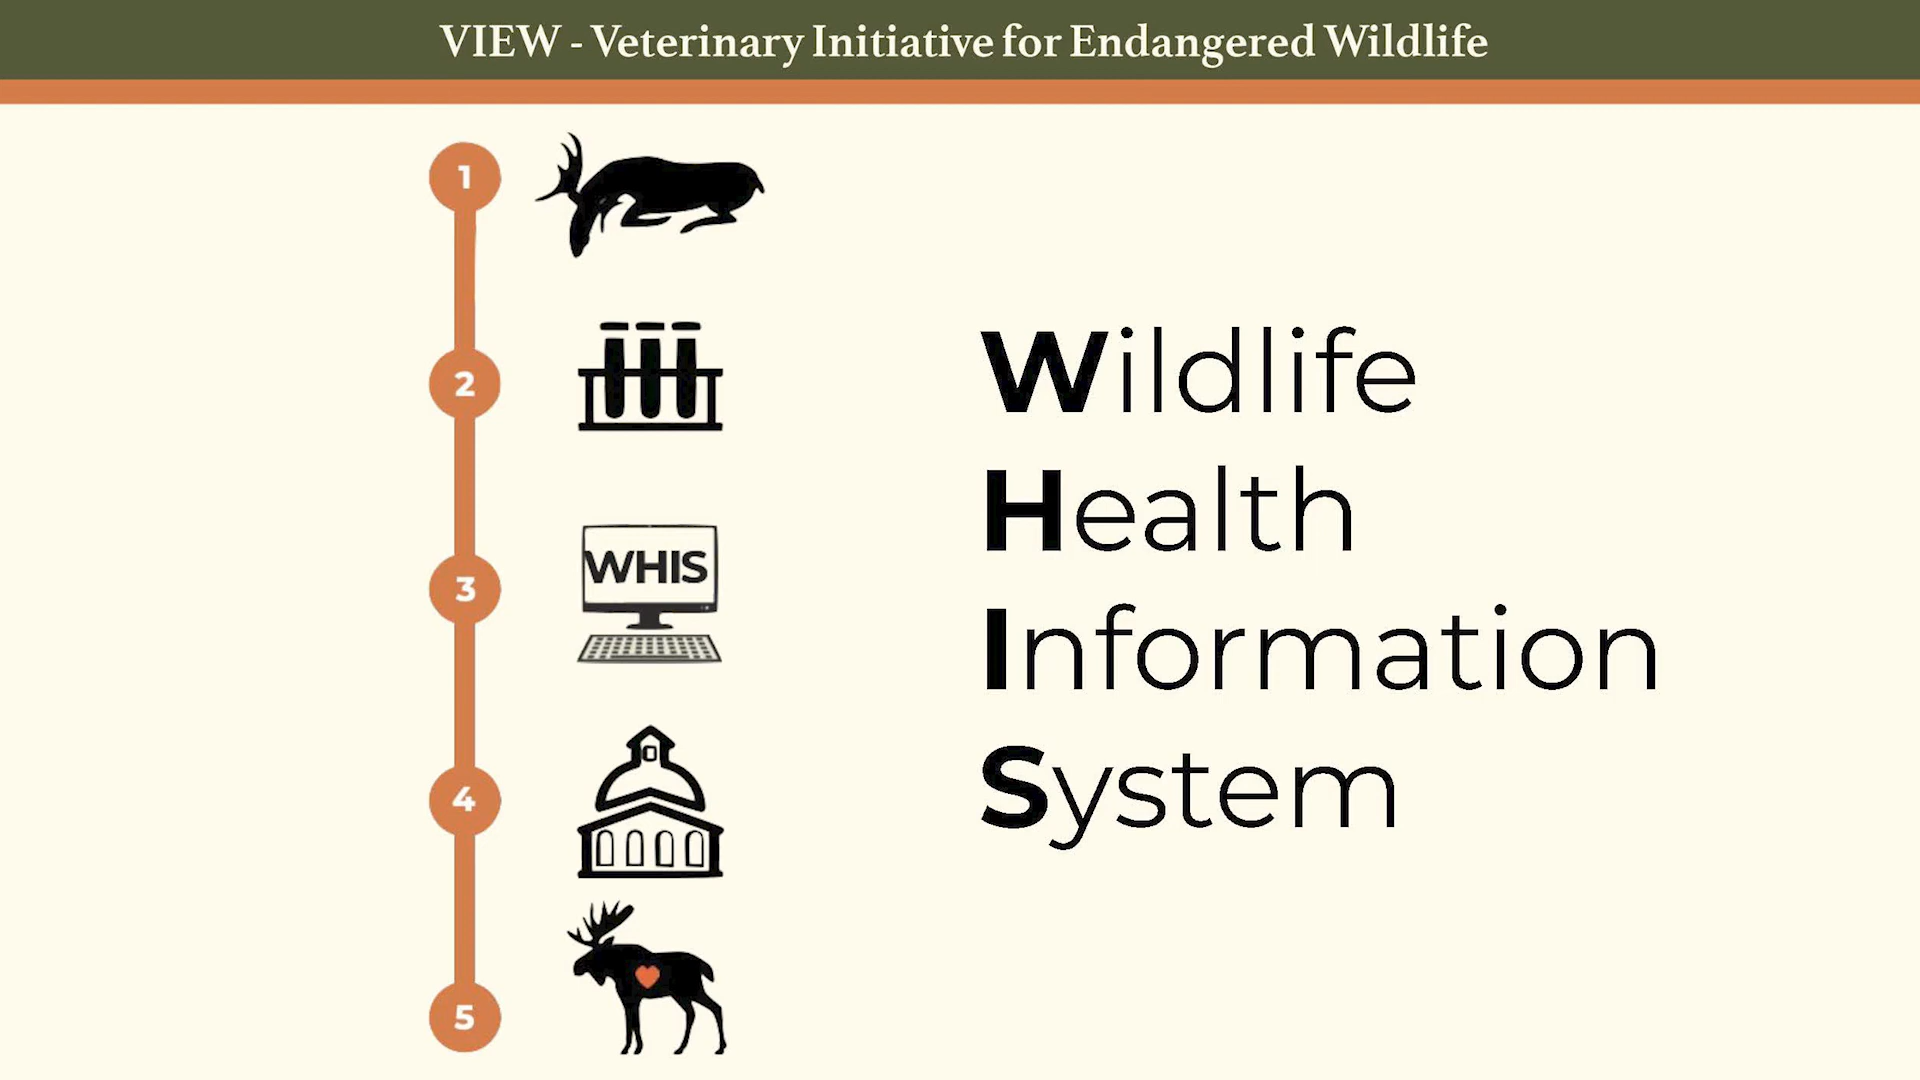 VIEW - Veterinary Initiative for Endangered Wildlife
1
2
3
WHIS
4
5
Wildlife
Health
Information
System